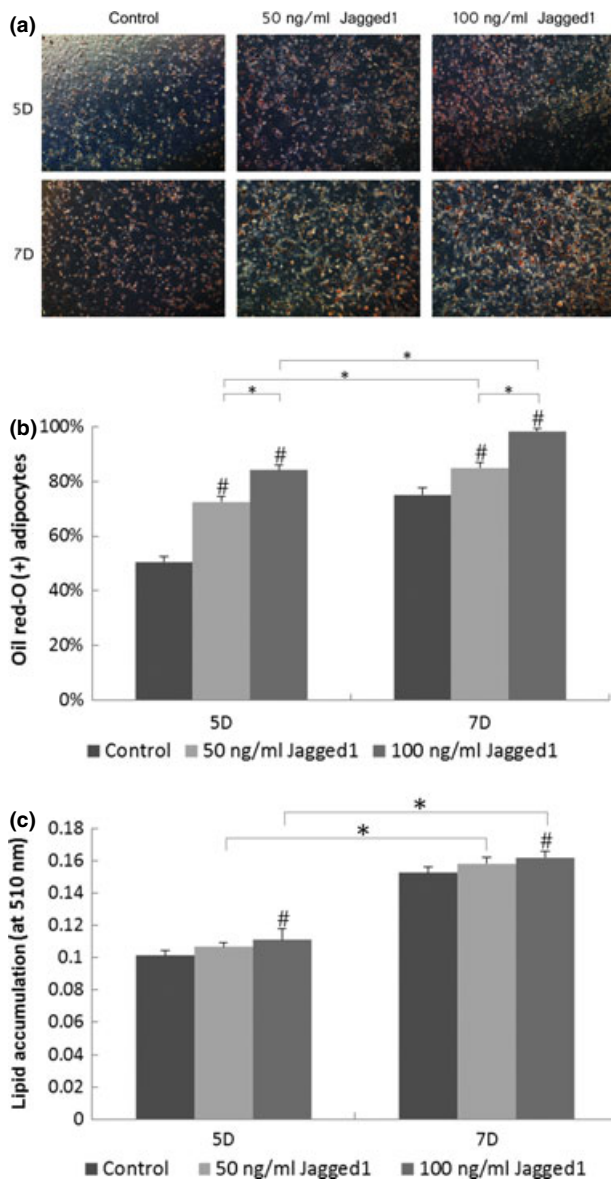 (a)
Control 50 ng/ml Jagged1 100 ng/ml Jagged1
5D
7D
(b)
* *
* *
Oil red-O (+) adipocytes
100%
80%
60%
40%
20%
0%
# # # #
5D 7D
Control 50 ng/ml Jagged1 100 ng/ml Jagged1
(c)
* *
Lipid accumulation (at 510 nm)
0.18
0.16
0.14
0.12
0.1
0.08
0.06
0.04
0.02
0
# #
5D 7D
Control 50 ng/ml Jagged1 100 ng/ml Jagged1